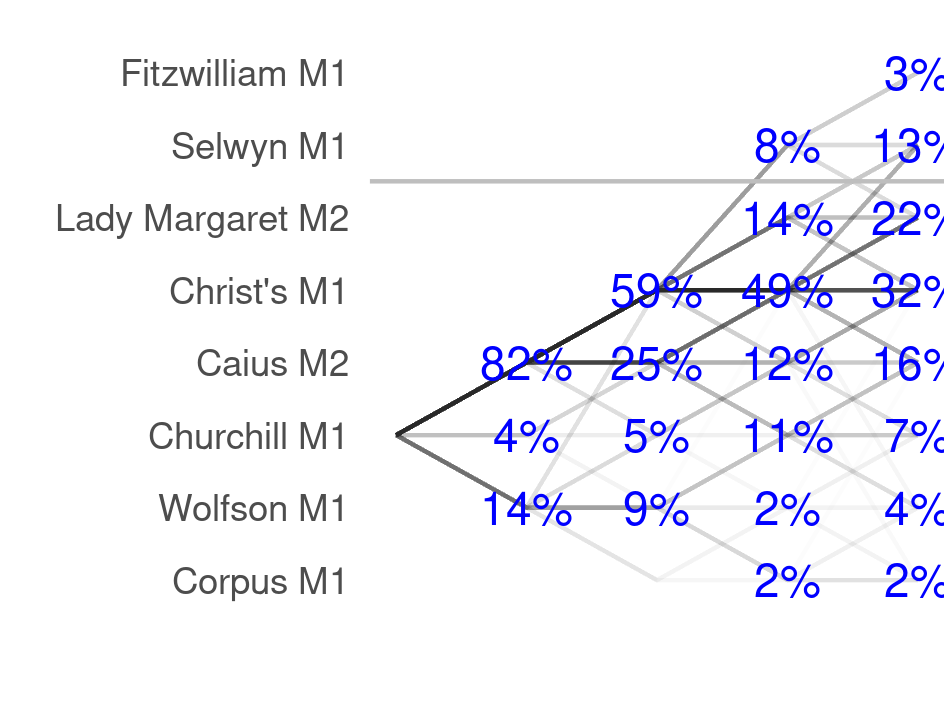 Fitzwilliam M1 3%
Selwyn M1 8% 13%
Lady Margaret M2 14% 22%
Christ's M1 59% 49% 32%
Caius M2 82% 25% 12% 16%
Churchill M1 4% 5% 11% 7%
Wolfson M1 14% 9% 2% 4%
Corpus M1 2% 2%